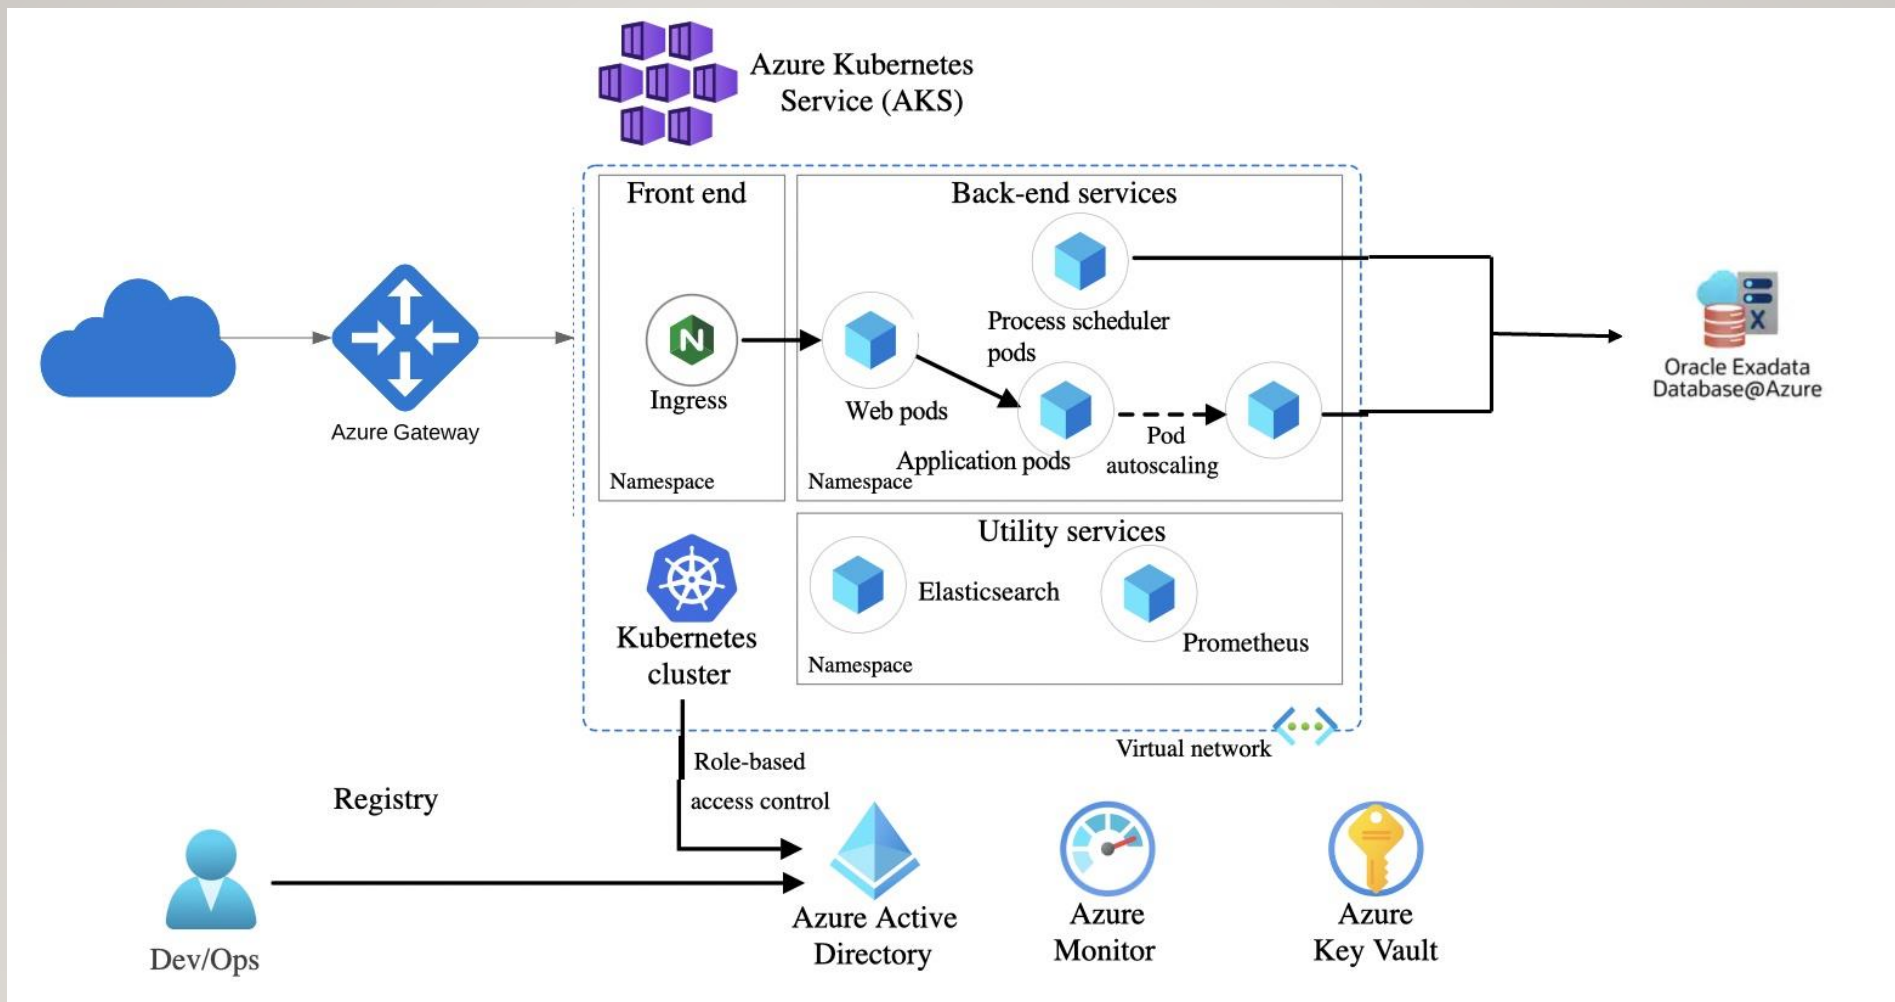 Azure Kubernetes
Service (AKS)
Front end
Back-end services
Process scheduler
pods
Ingress
Web pods
Application pods
Pod
autoscaling
Namespace
Namespace
Azure Gateway
Oracle Exadata
Database@Azure
X
N
Utility services
Elasticsearch
Prometheus
Namespace
Kubernetes
cluster
Virtual network
Role-based
access control
Registry
Dev/Ops
Azure Active
Directory
Azure
Monitor
Azure
Key Vault